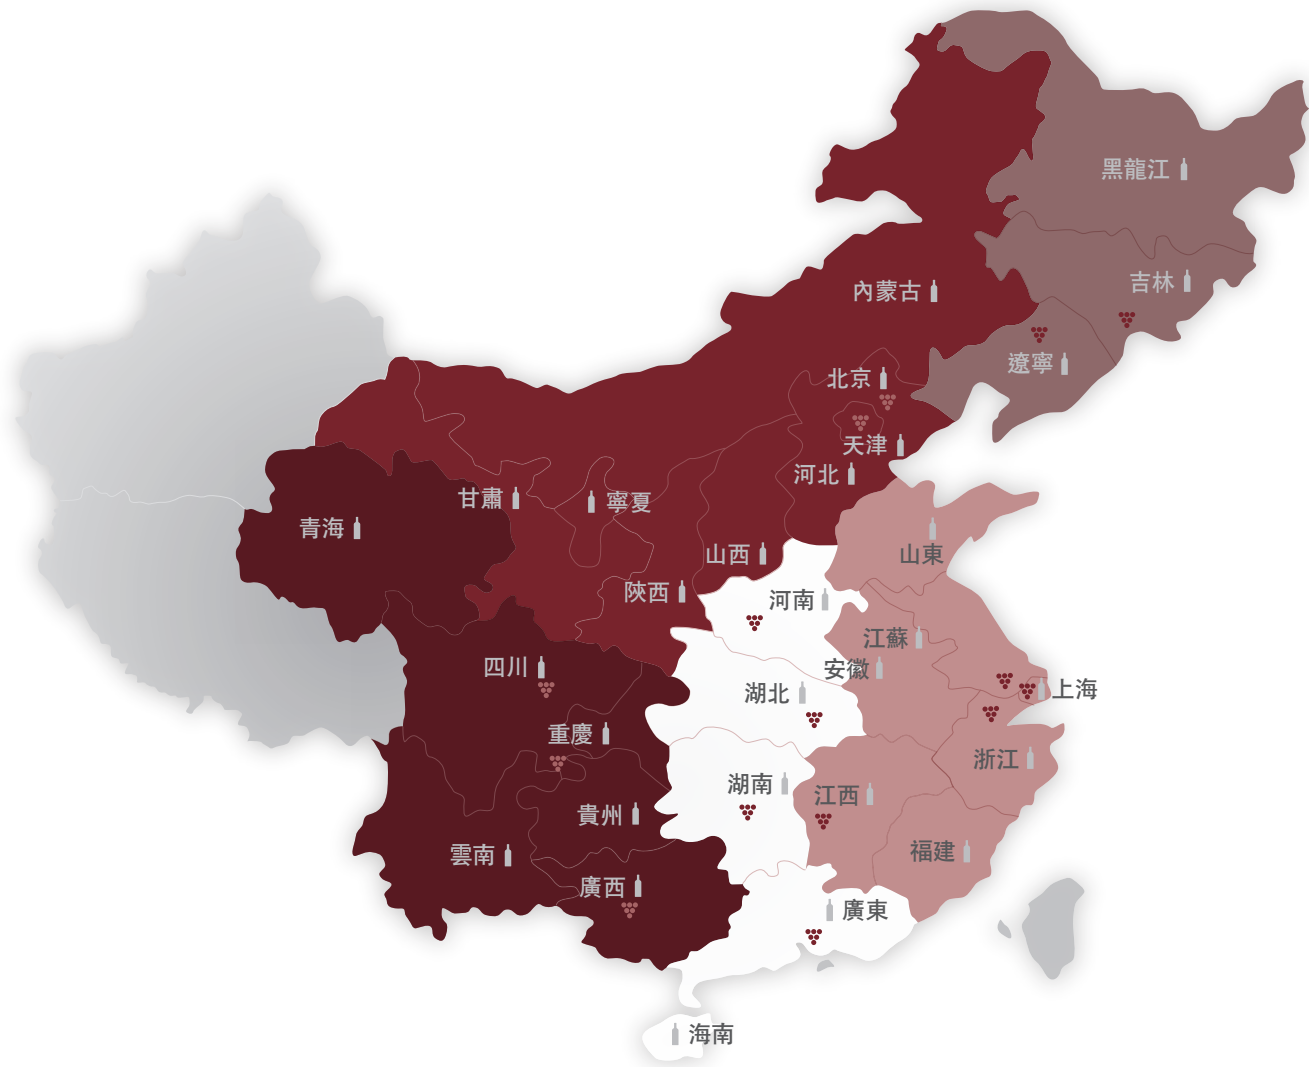 黑龍江
吉林
內蒙古
遼寧
北京
天津
河北
甘肅
寧夏
青海
山西
山東
陝西
河南
江蘇
四川
安徽
湖北
上海
重慶
浙江
湖南
江西
貴州
雲南
福建
廣西
廣東
海南